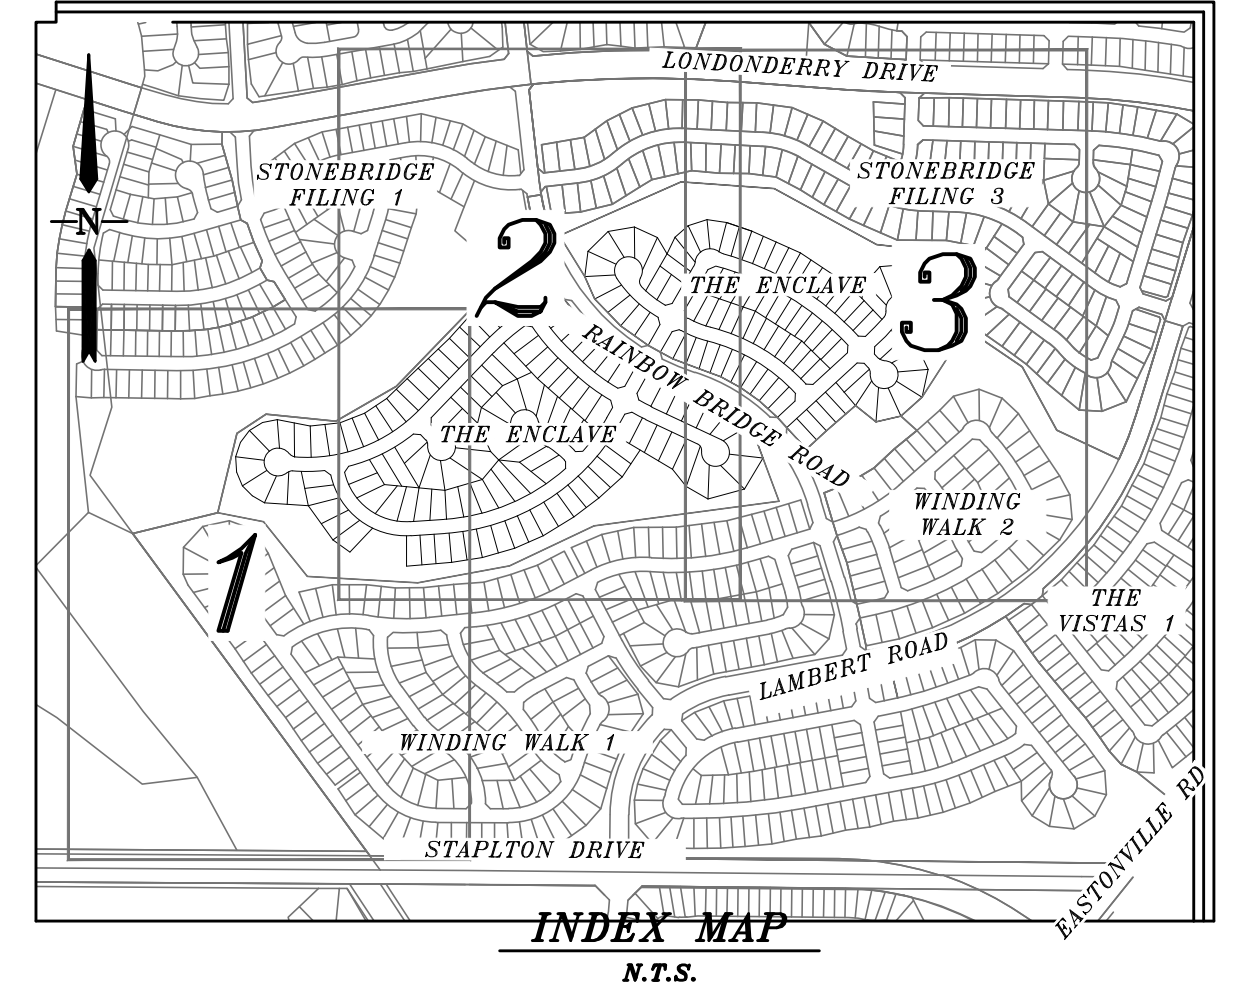 LONDONDERRY DRIVE
STONEBRIDGE
FILING 1
STONEBRIDGE
FILING 3
N
2
3
THE ENCLAVE
RAINBOW BRIDGE ROAD
THE ENCLAVE
WINDING
WALK 2
1
THE
VISTAS 1
LAMBERT ROAD
WINDING WALK 1
EASTONVILLE RD
STAPLTON DRIVE
INDEX MAP
N.T.S.